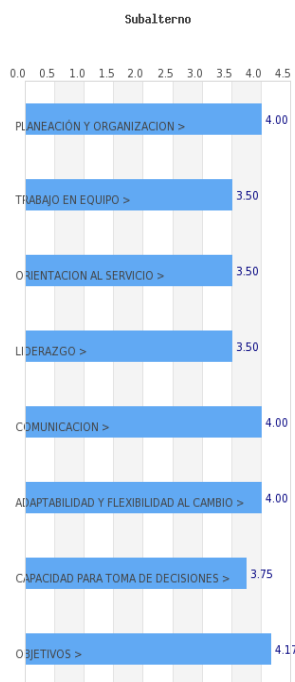 Subalterno
0.0 0.5 1.0 1.5 2.0 2.5 3.0 3.5 4.0 4.5
PLANEACIÓN Y ORGANIZACION > 4.00
TRABAJO EN EQUIPO > 3.50
ORIENTACION AL SERVICIO > 3.50
LIDERAZGO > 3.50
COMUNICACION > 4.00
ADAPTABILIDAD Y FLEXIBILIDAD AL CAMBIO > 4.00
CAPACIDAD PARA TOMA DE DECISIONES > 3.75
OBJETIVOS > 4.17